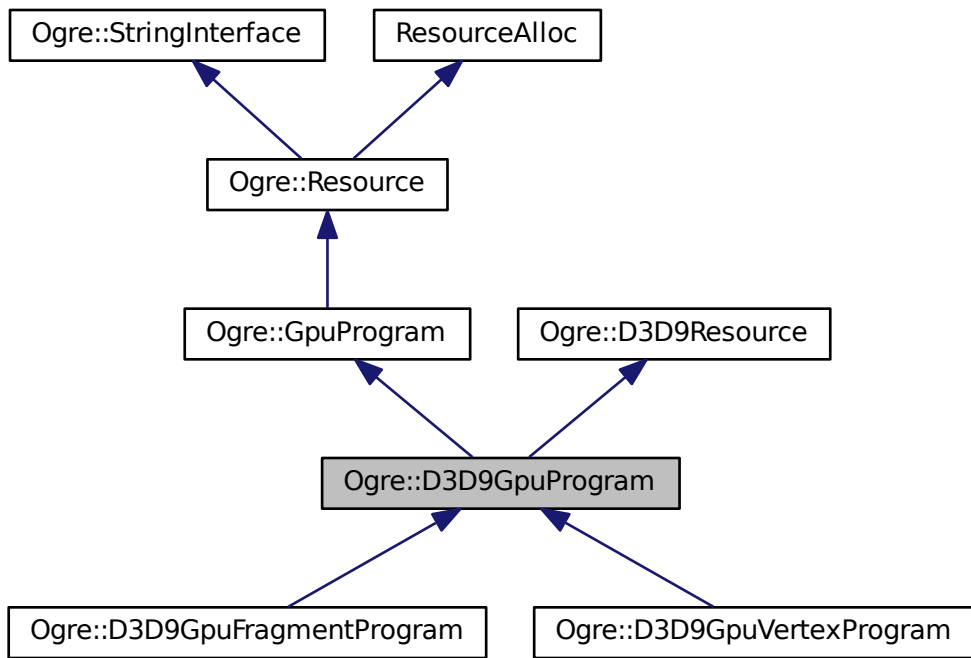 Ogre::StringInterface
ResourceAlloc
Ogre::Resource
Ogre::GpuProgram
Ogre::D3D9Resource
Ogre::D3D9GpuProgram
Ogre::D3D9GpuFragmentProgram
Ogre::D3D9GpuVertexProgram